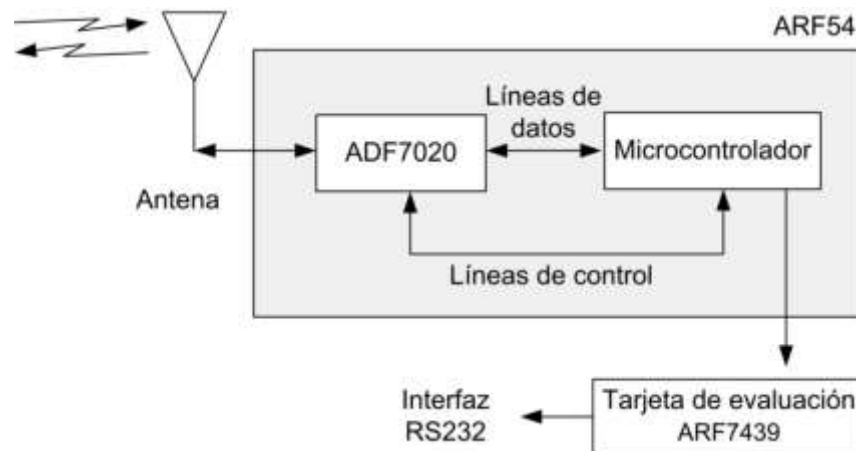 ARF54
Líneas de
datos
ADF7020
Microcontrolador
Antena
Líneas de control
Interfaz
RS232
Tarjeta de evaluación
ARF7439